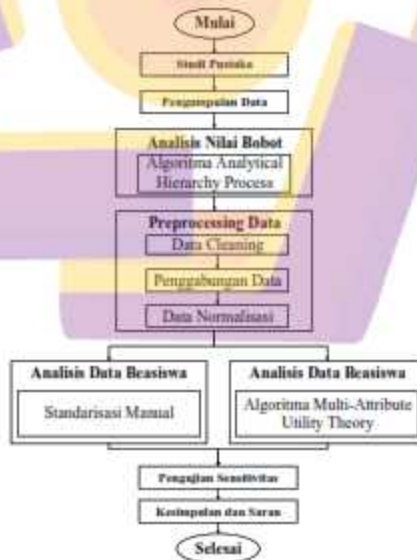 Mulai
Studi Pustaka
Pengumpulan Data
Analisis Nilai Bobot
Algoritma Analytical
Hierarchy Process
Preprocessing Data
Data Cleaning
Penggabungan Data
Data Normalisasi
Analisis Data Beasiswa
Standarisasi Manual
Analisis Data Beasiswa
Algoritma Multi-Attribute
Utility Theory
Pengujian Sensitivitas
Kesimpulan dan Saran
Selesai